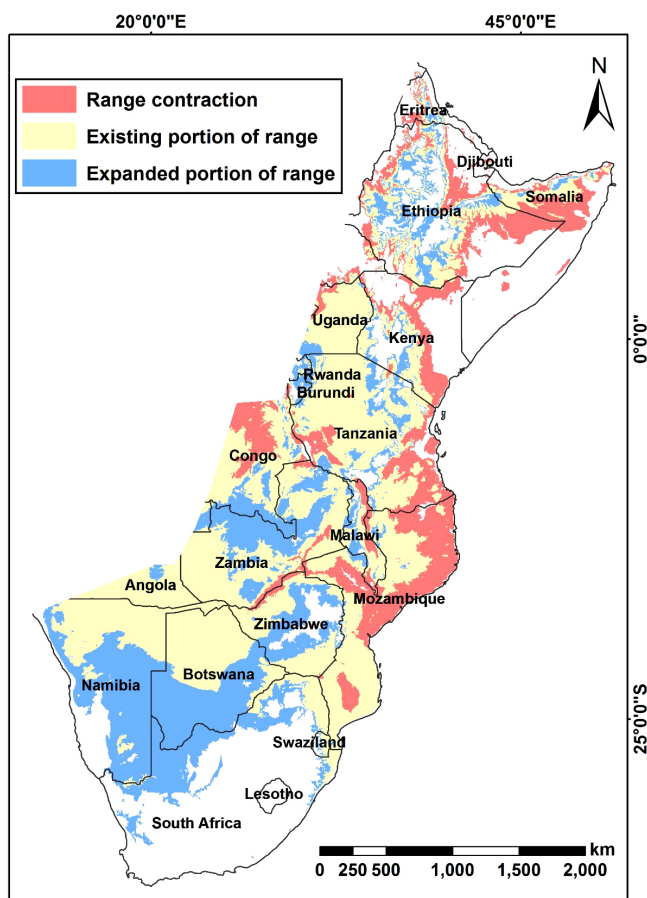 20°0'0"E 45°0'0"E
N
Range contraction
Existing portion of range
Expanded portion of range
Eritrea
Djibouti
Somalia
Ethiopia
Uganda
Kenya
0°0'0"
Rwanda
Burundi
Tanzania
Congo
Malawi
Zambia
Angola
Mozambique
Zimbabwe
Botswana
Namibia
25°0'0"S
Swaziland
Lesotho
South Africa
km
0 250 500 1,000 1,500 2,000